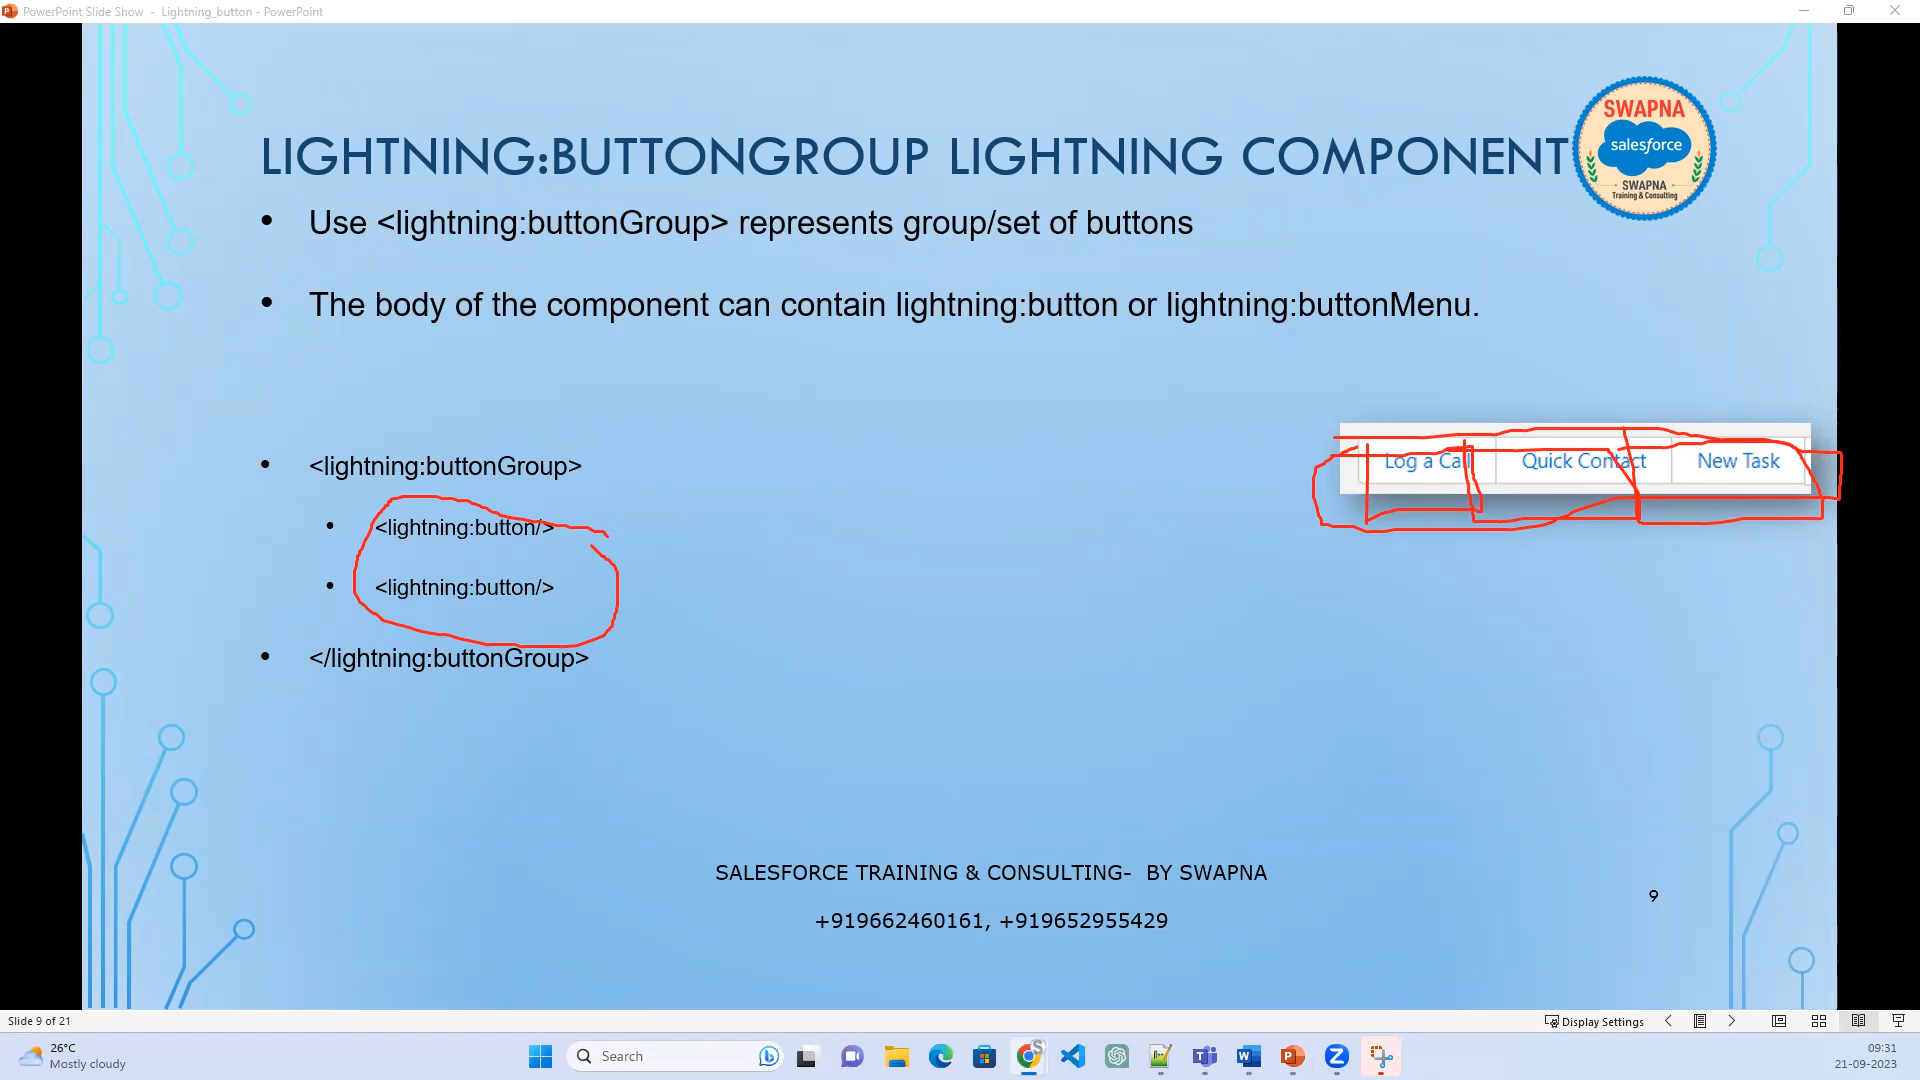 PowerPoint Slide Show - Lightning_button - PowerPoint
LIGHTNING:BUTTONGROUP LIGHTNING COMPONENT
SWAPNA
salesforce
SWAPNA
Training & Consulting
• Use <lightning:buttonGroup> represents group/set of buttons
• The body of the component can contain lightning:button or lightning:buttonMenu.
Log a Call Quick Contact New Task
• <lightning:buttonGroup>
• <lightning:button/>
• <lightning:button/>
• </lightning:buttonGroup>
SALESFORCE TRAINING & CONSULTING- BY SWAPNA
9
+919662460161, +919652955429
Slide 9 of 21
Display Settings
26°C
Mostly cloudy
Search
09:31
21-09-2023